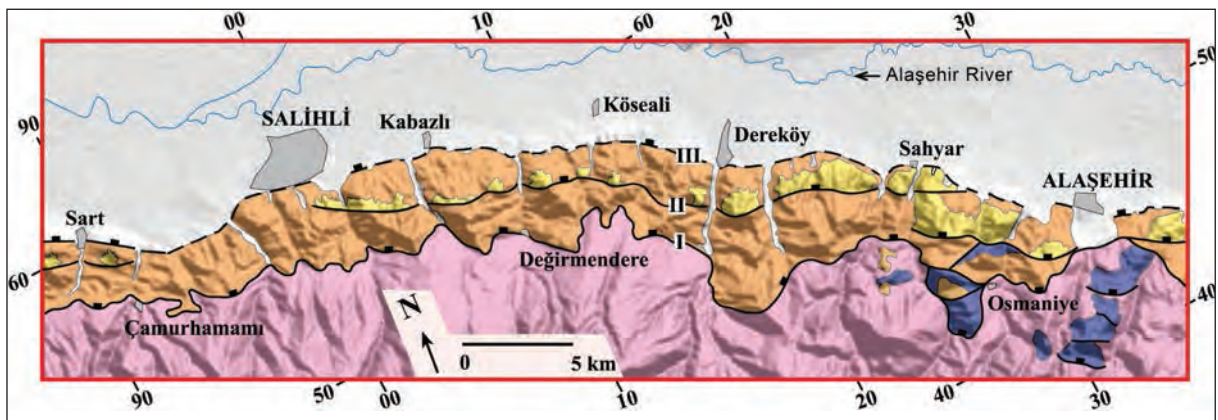 00 10 60 20 30
50
Alaşehir River
90
SALİHLİ Kabazlı Köseali Dereköy Sahyar
III
ALAŞEHİR
Sart
II
I
60
Değirmendere
40
Osmaniye
Çamurhamamı
N
0 5 km
90 50 00 10 20 40 30